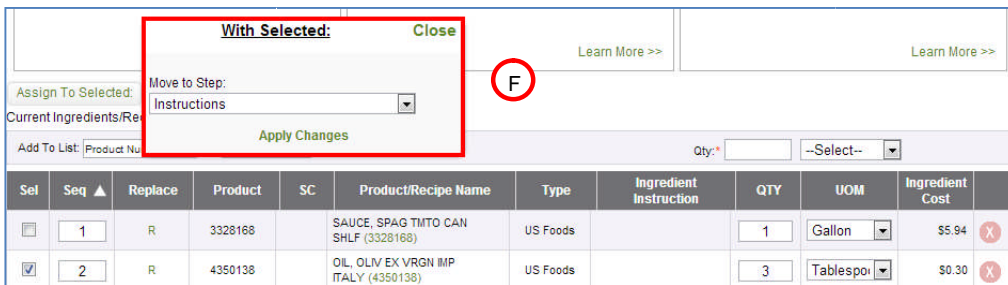 With Selected: Close
Learn More >>
Learn More >>
F
Move to Step:
Assign To Selected:
Instructions
Current Ingredients/Re
Apply Changes
Add To List: Product Nu
Qty:* --Select--
Sel Seq ▲ Replace Product SC Product/Recipe Name Type Ingredient Instruction QTY UOM Ingredient Cost
1 R 3328168 SAUCE, SPAG TMTO CAN SHLF (3328168) US Foods 1 Gallon $5.94 X
2 R 4350138 OIL, OLIV EX VRGN IMP ITALY (4350138) US Foods 3 Tablespo $0.30 X